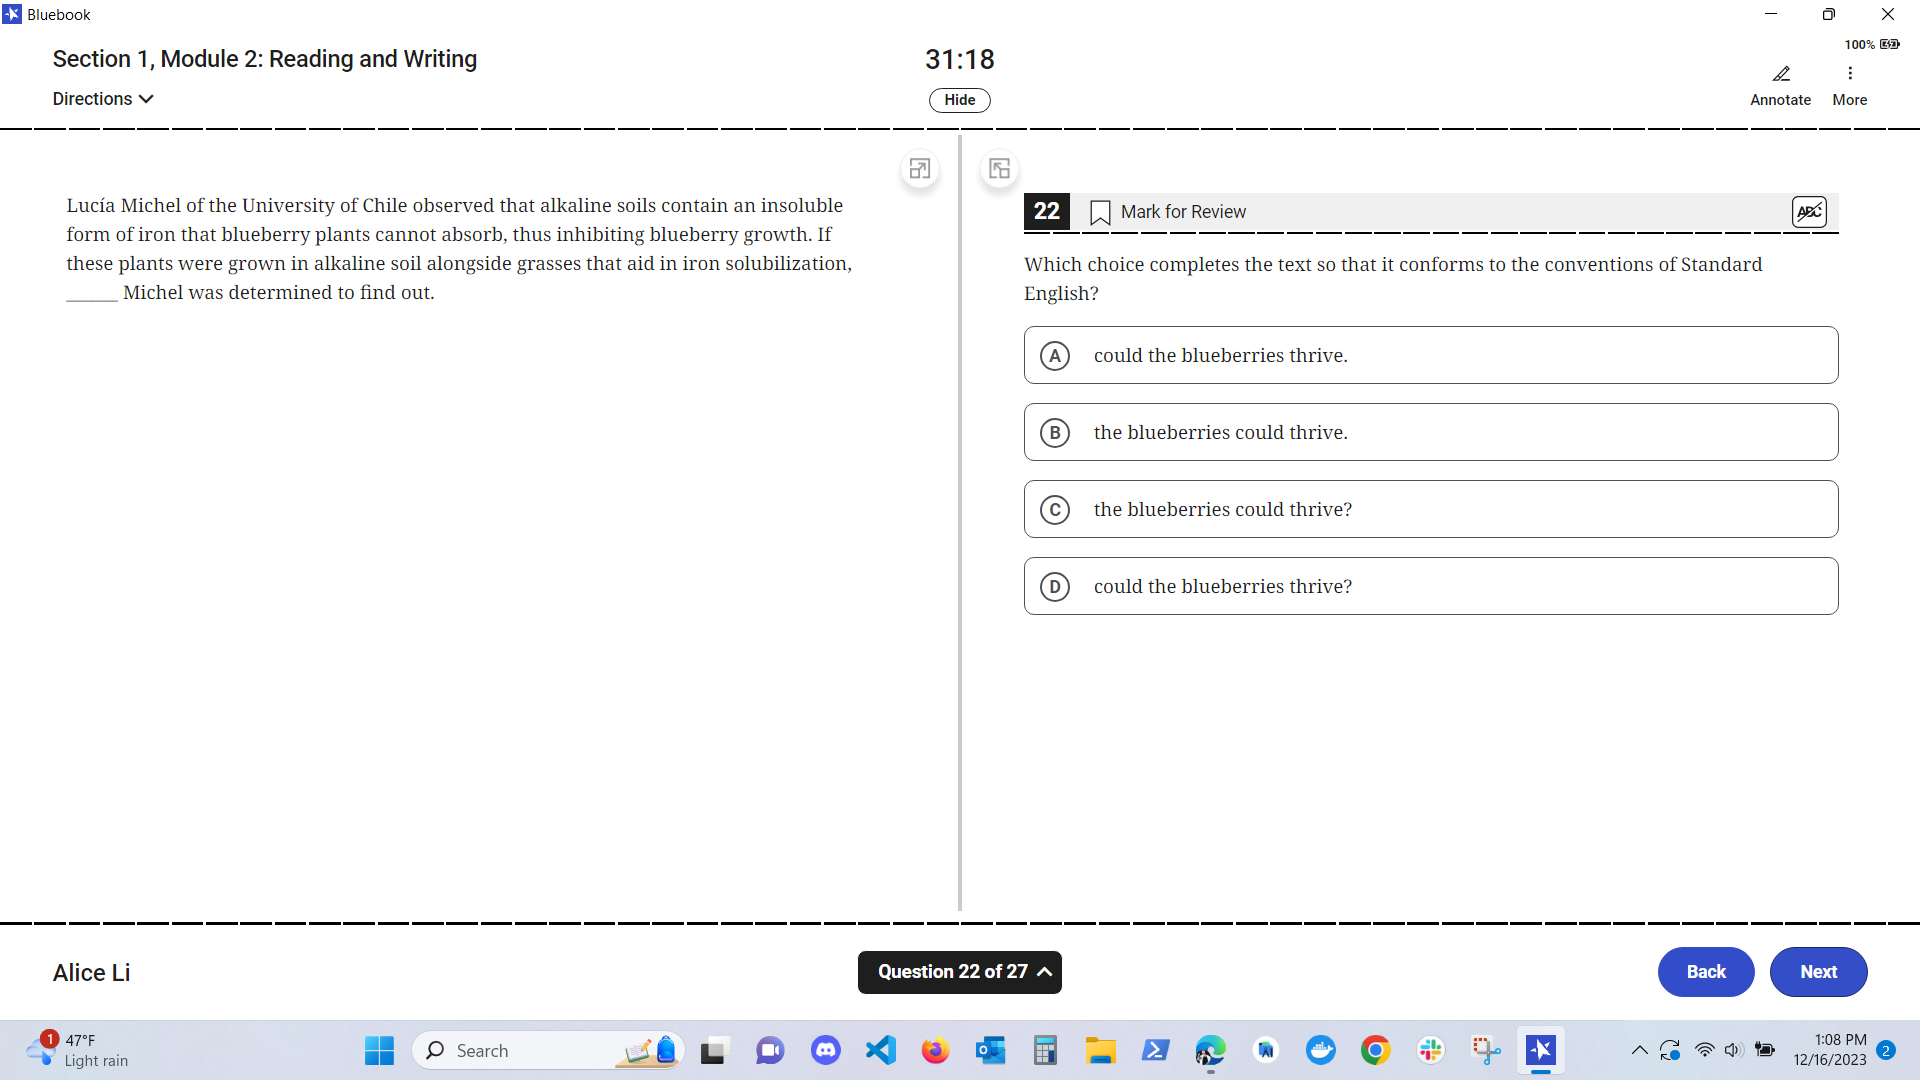 Bluebook
Section 1, Module 2: Reading and Writing
Directions
31:18
Hide
100%
Annotate
More
Lucía Michel of the University of Chile observed that alkaline soils contain an insoluble
form of iron that blueberry plants cannot absorb, thus inhibiting blueberry growth. If
these plants were grown in alkaline soil alongside grasses that aid in iron solubilization,
______ Michel was determined to find out.
22
Mark for Review
ABC
Which choice completes the text so that it conforms to the conventions of Standard
English?
A could the blueberries thrive.
B the blueberries could thrive.
C the blueberries could thrive?
D could the blueberries thrive?
Alice Li
Question 22 of 27
Back
Next
1
47°F
Light rain
Search
1:08 PM
12/16/2023
2